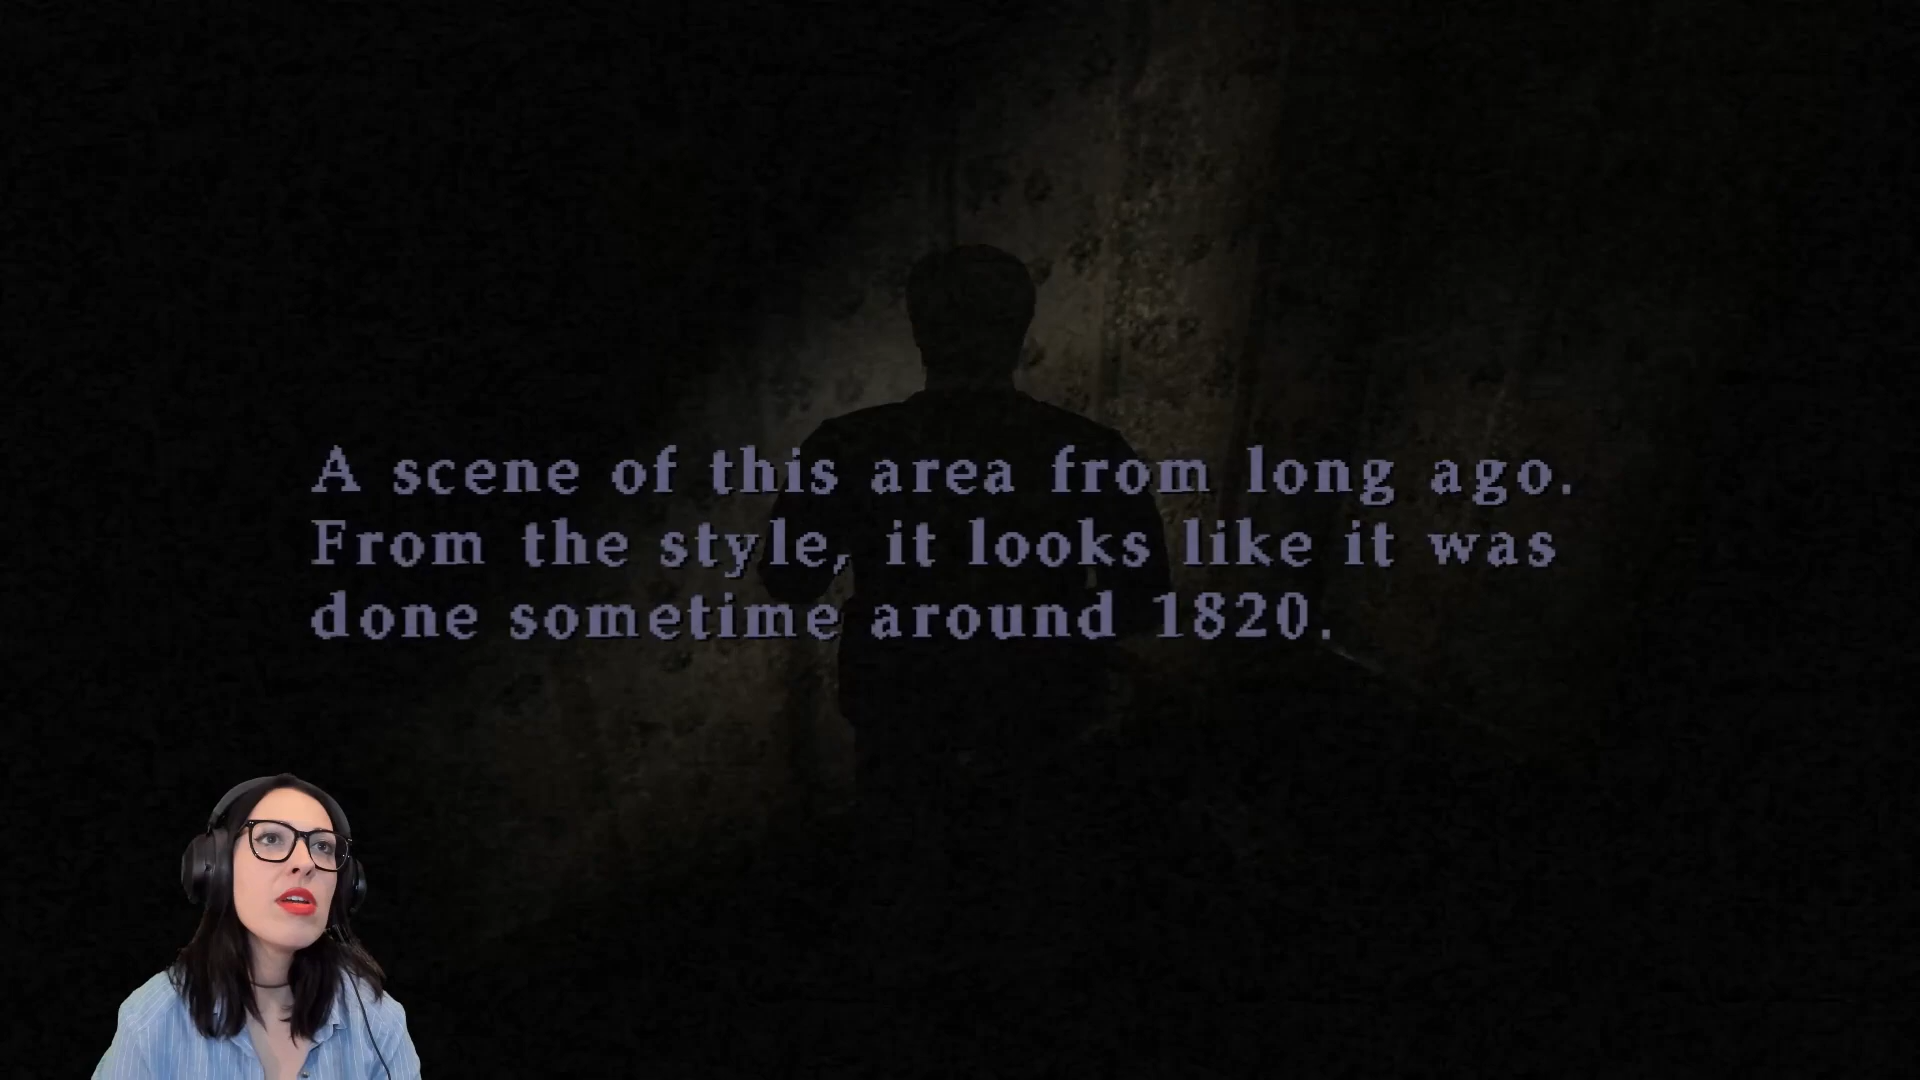 A scene of this area from long ago.
From the style, it looks like it was
done sometime around 1820.